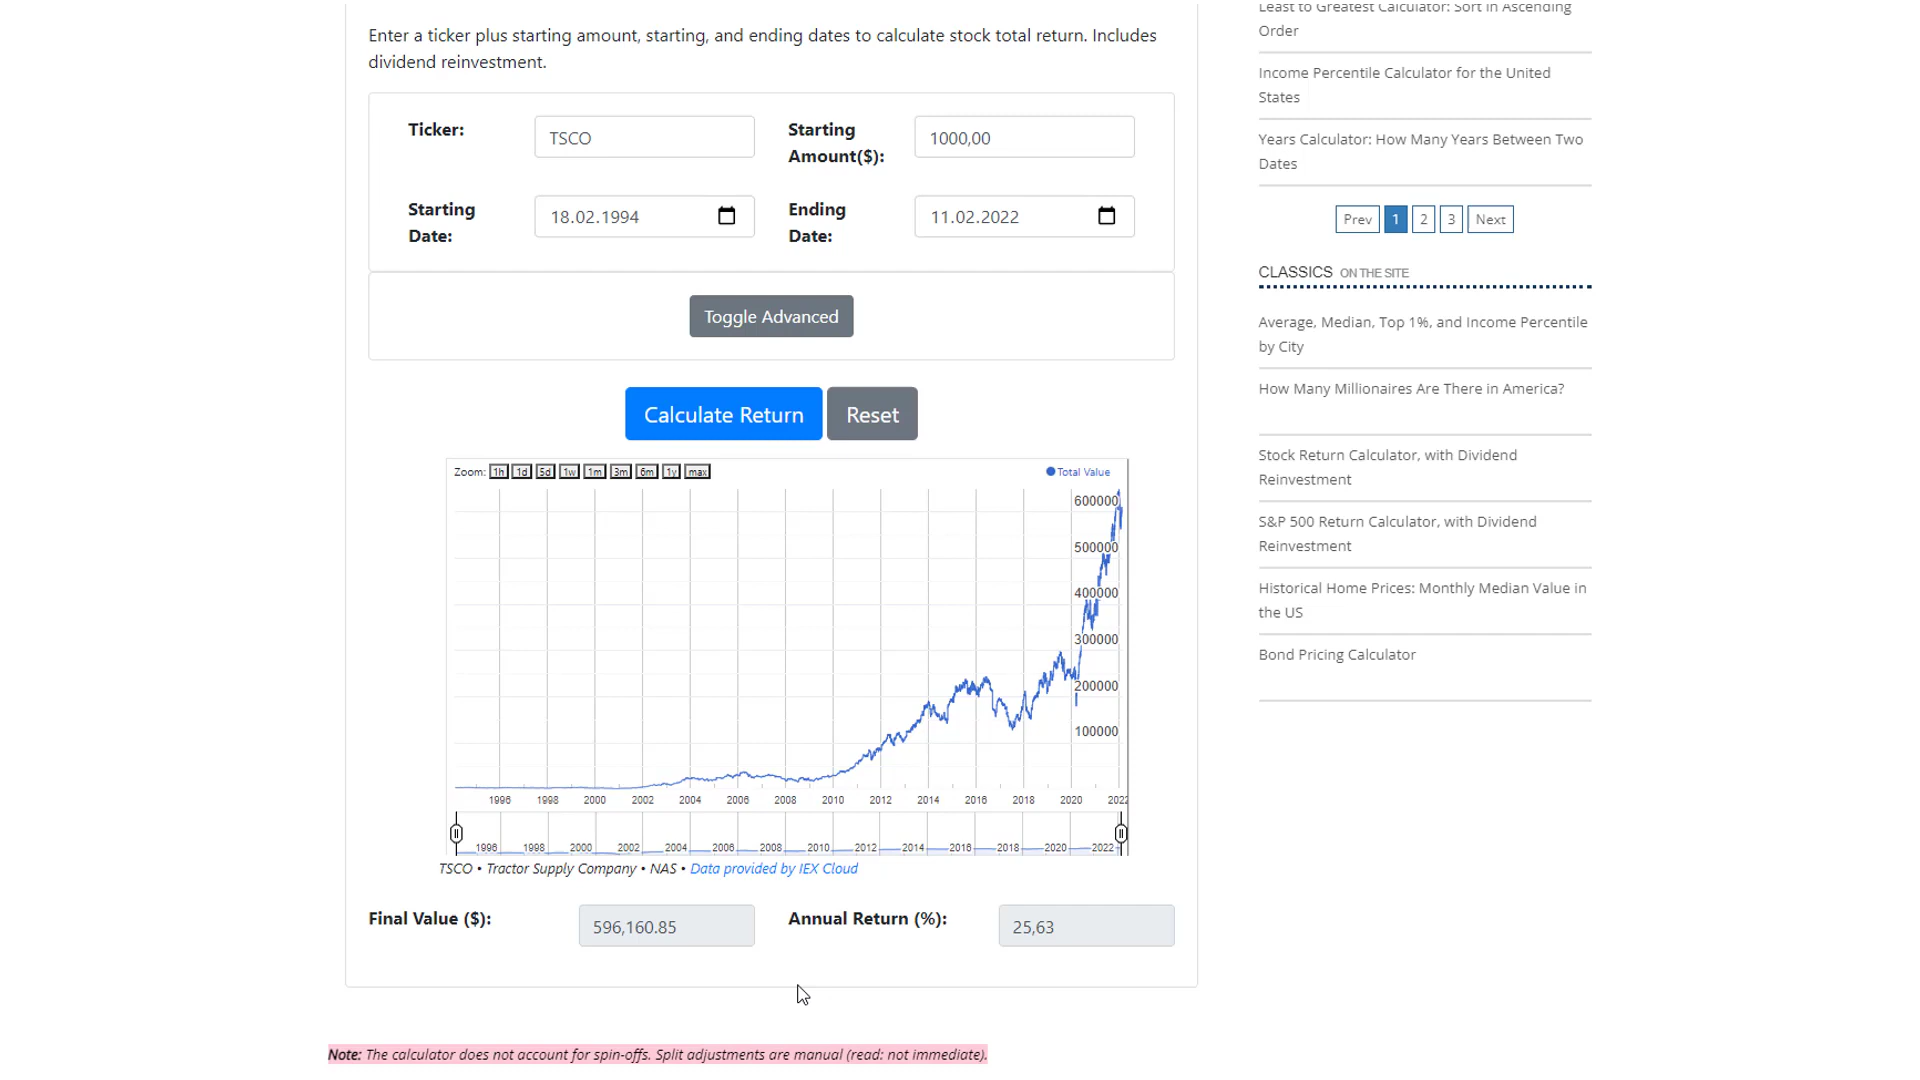 Enter a ticker plus starting amount, starting, and ending dates to calculate stock total return. Includes
dividend reinvestment.
Ticker:
TSCO
Starting
Amount($):
1000,00
Starting
Date:
18.02.1994
Ending
Date:
11.02.2022
Toggle Advanced
Calculate Return
Reset
Zoom: 1h 1d 5d 1w 1m 3m 6m 1y max
Total Value
600000
500000
400000
300000
200000
100000
1996 1998 2000 2002 2004 2006 2008 2010 2012 2014 2016 2018 2020 2022
1996 1998 2000 2002 2004 2006 2008 2010 2012 2014 2016 2018 2020 2022
TSCO • Tractor Supply Company • NAS • Data provided by IEX Cloud
Final Value ($):
596,160.85
Annual Return (%):
25,63
Note: The calculator does not account for spin-offs. Split adjustments are manual (read: not immediate).
Least to Greatest Calculator: Sort in Ascending
Order
Income Percentile Calculator for the United
States
Years Calculator: How Many Years Between Two
Dates
Prev 1 2 3 Next
CLASSICS ON THE SITE
Average, Median, Top 1%, and Income Percentile
by City
How Many Millionaires Are There in America?
Stock Return Calculator, with Dividend
Reinvestment
S&P 500 Return Calculator, with Dividend
Reinvestment
Historical Home Prices: Monthly Median Value in
the US
Bond Pricing Calculator